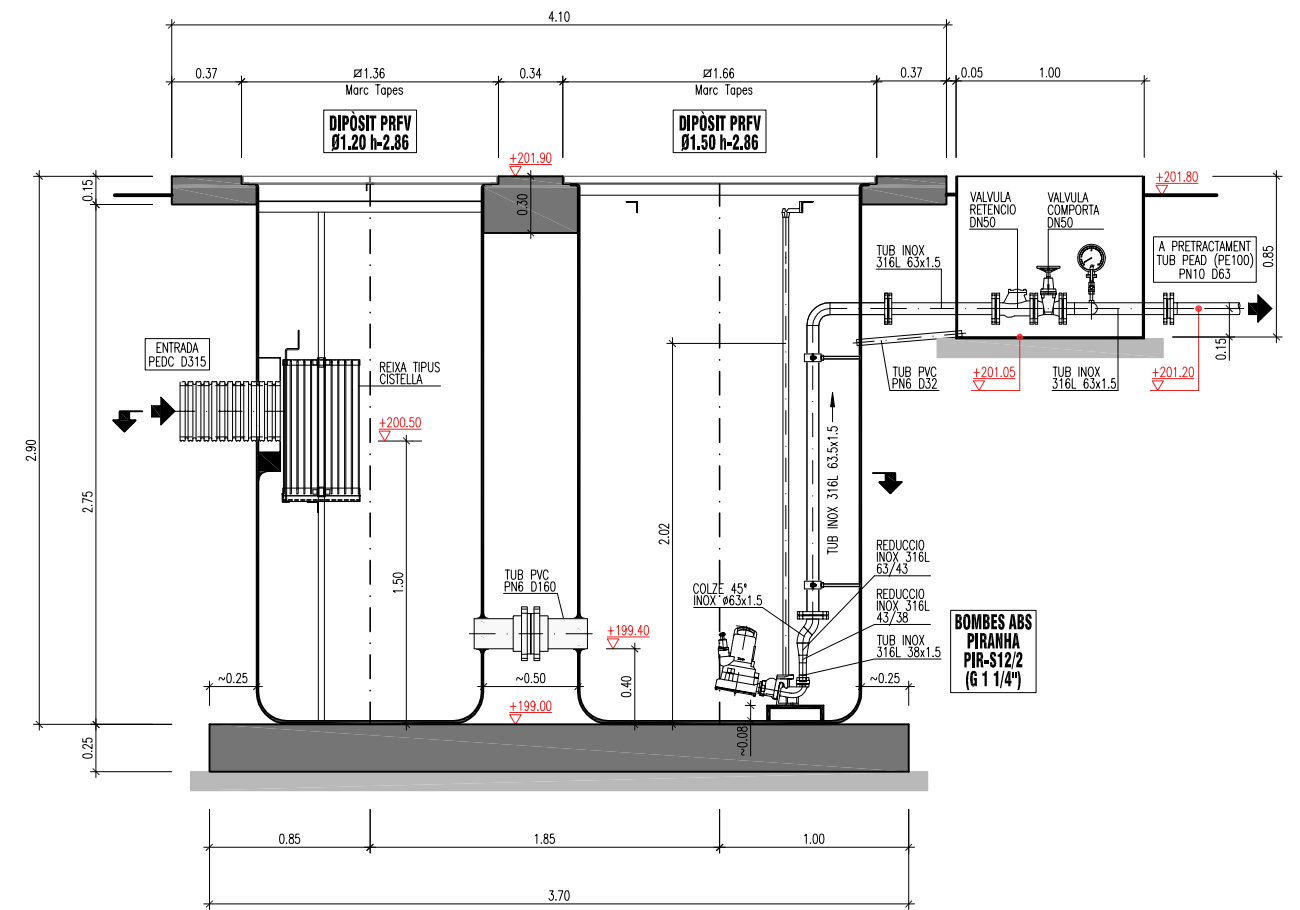 4.10
0.37
⌀1.36
Marc Tapes
0.34
⌀1.66
Marc Tapes
0.37
0.05
1.00
DIPÒSIT PRFV
Ø1.20 h-2.86
DIPÒSIT PRFV
Ø1.50 h-2.86
+201.90
+201.80
0.15
0.30
VALVULA
RETENCIO
DN50
VALVULA
COMPORTA
DN50
TUB INOX
316L 63x1.5
A PRETRACTAMENT
TUB PEAD (PE100)
PN10 D63
0.85
0.15
ENTRADA
PEDC D315
REIXA TIPUS
CISTELLA
TUB PVC
PN6 D32
+201.05
TUB INOX
316L 63x1.5
+201.20
+200.50
2.90
2.75
1.50
2.02
TUB INOX 316L 63.5x1.5
REDUCCIO
INOX 316L
63/43
TUB PVC
PN6 D160
COLZE 45°
INOX Ø63x1.5
REDUCCIO
INOX 316L
43/38
TUB INOX
316L 38x1.5
BOMBES ABS
PIRANHA
PIR-S12/2
(G 1 1/4")
+199.40
0.40
~0.25
~0.50
~0.25
+199.00
~0.08
0.25
0.85
1.85
1.00
3.70